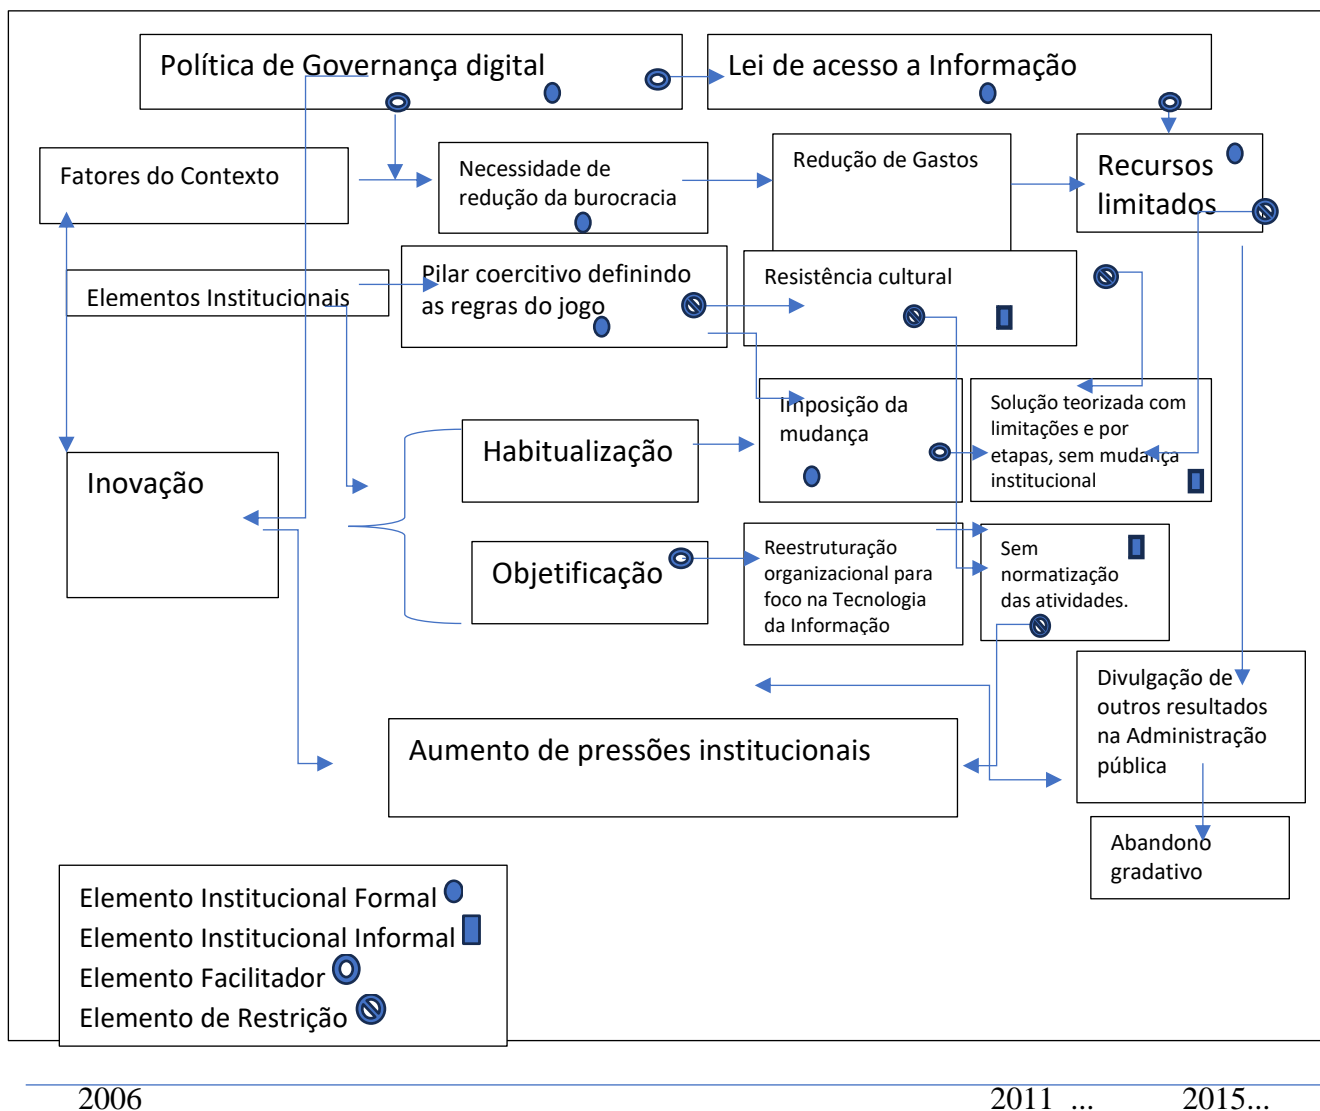 Política de Governança digital
Lei de acesso a Informação
Fatores do Contexto
Necessidade de
redução da burocracia
Redução de Gastos
Recursos
limitados
Elementos Institucionais
Pilar coercitivo definindo
as regras do jogo
Resistência cultural
Inovação
Habitualização
Imposição da
mudança
Solução teorizada com
limitações e por
etapas, sem mudança
institucional
Objetificação
Reestruturação
organizacional para
foco na Tecnologia
da Informação
Sem
normatização
das atividades.
Aumento de pressões institucionais
Divulgação de
outros resultados
na Administração
pública
Abandono
gradativo
Elemento Institucional Formal
Elemento Institucional Informal
Elemento Facilitador
Elemento de Restrição
2006 2011 ... 2015...